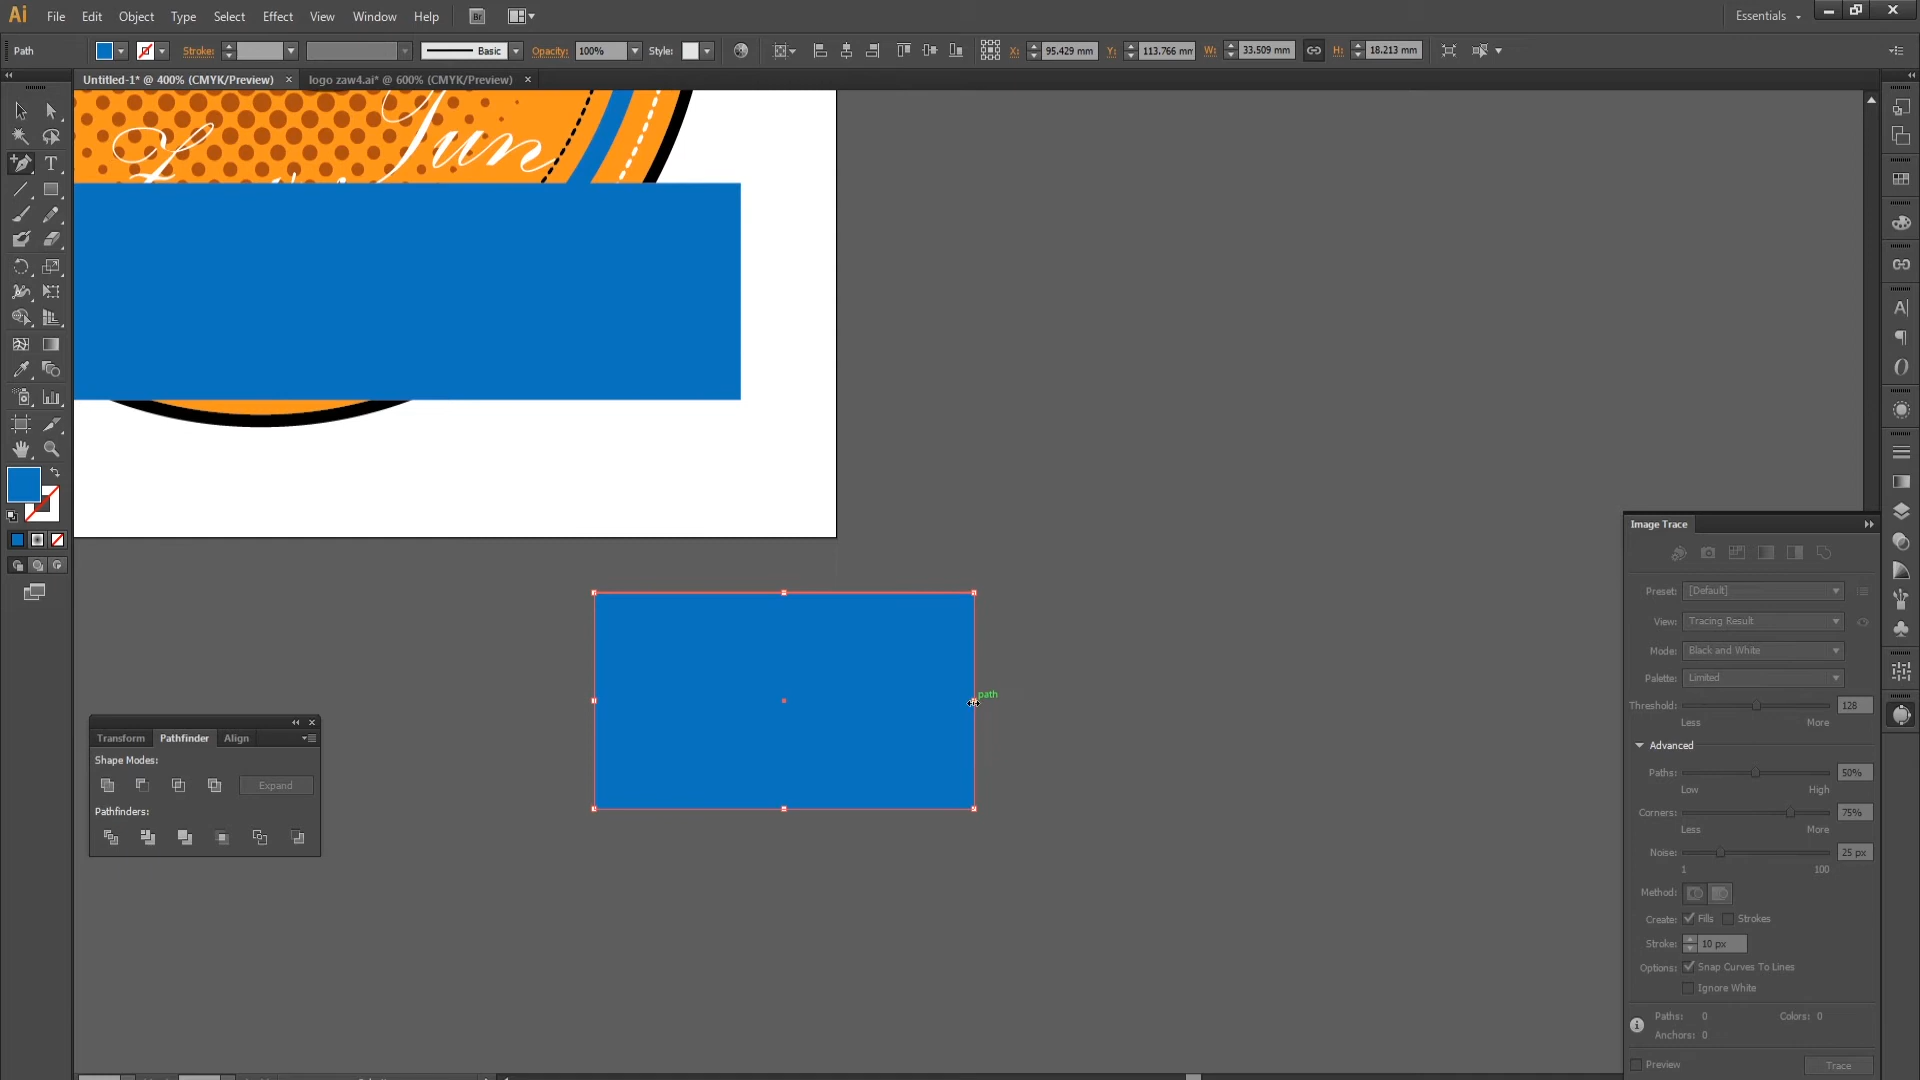 Ai File Edit Object Type Select Effect View Window Help Br Essentials
Path Stroke: Basic Opacity: 100% Style: X: 95.429 mm Y: 113.766 mm W: 33.509 mm H: 18.213 mm
Untitled-1* @ 400% (CMYK/Preview) × logo zaw4.ai* @ 600% (CMYK/Preview) ×
Jun
path
Image Trace
Preset: [Default]
View: Tracing Result
Mode: Black and White
Palette: Limited
Threshold: 128
Less More
Advanced
Paths: 50%
Low High
Corners: 75%
Less More
Noise: 25 px
1 100
Method:
Create: Fills Strokes
Stroke: 10 px
Options: Snap Curves To Lines
Ignore White
Paths: 0 Colors: 0
Anchors: 0
Preview Trace
Transform Pathfinder Align
Shape Modes:
Expand
Pathfinders: